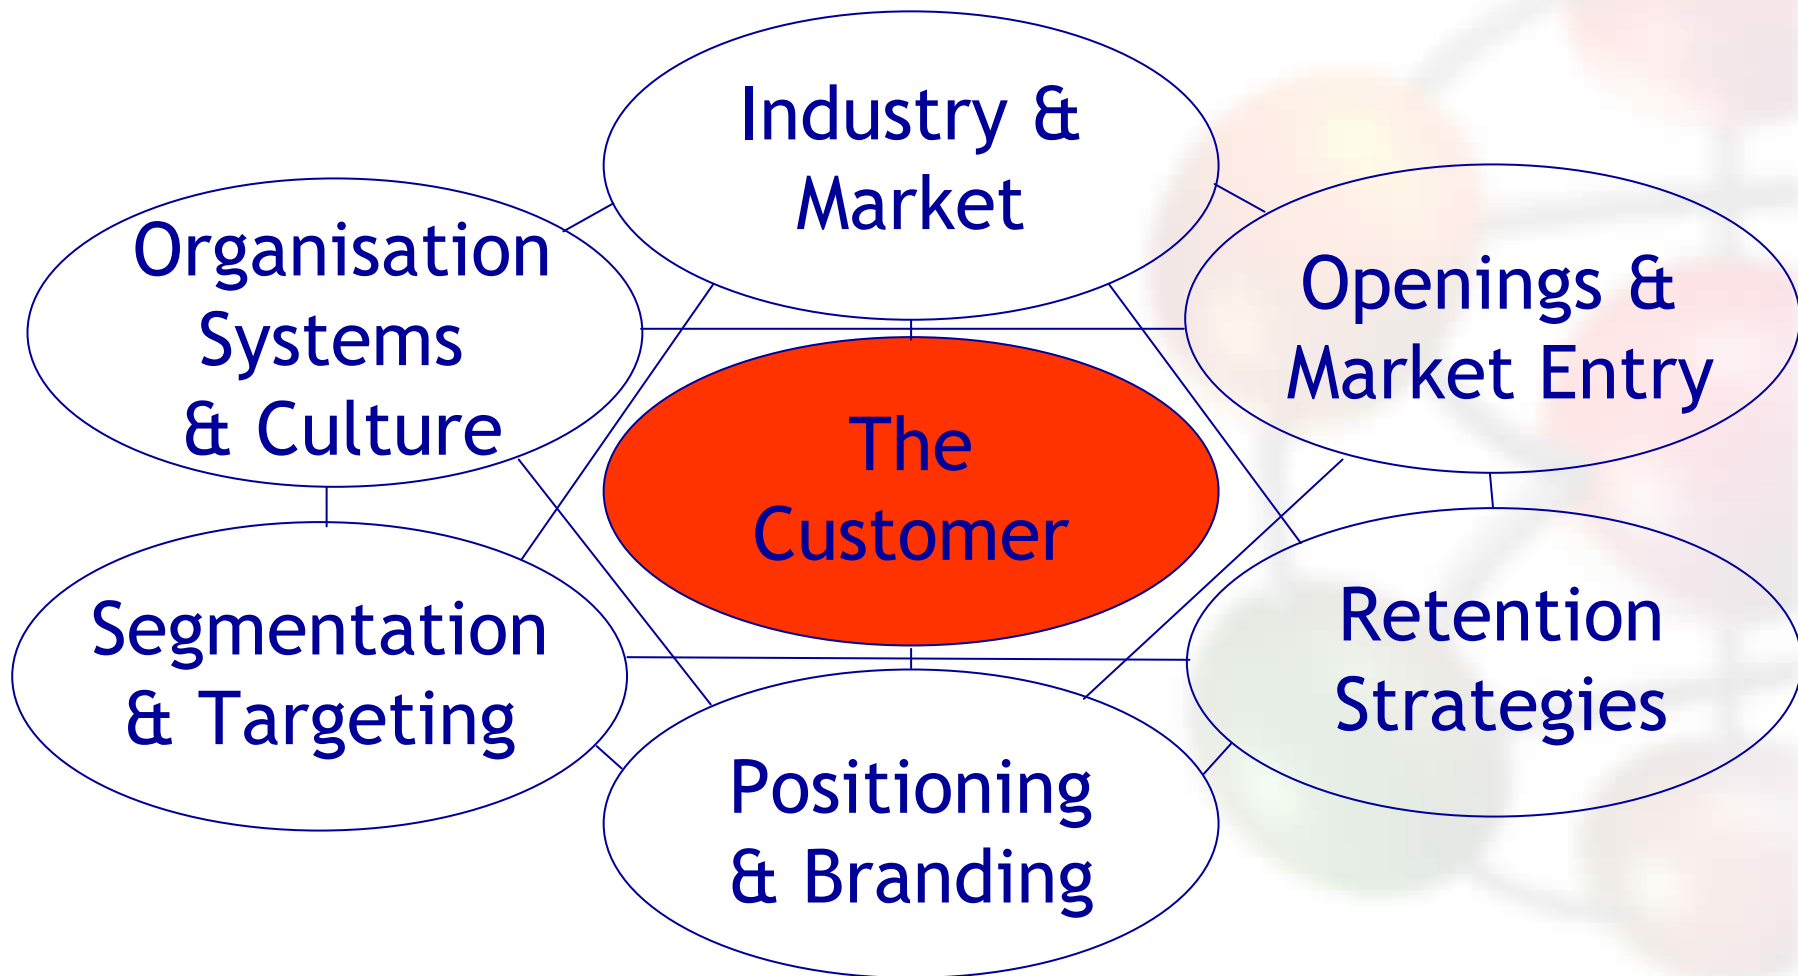 Industry &
Market
Organisation
Systems
& Culture
Openings &
Market Entry
The
Customer
Segmentation
& Targeting
Retention
Strategies
Positioning
& Branding